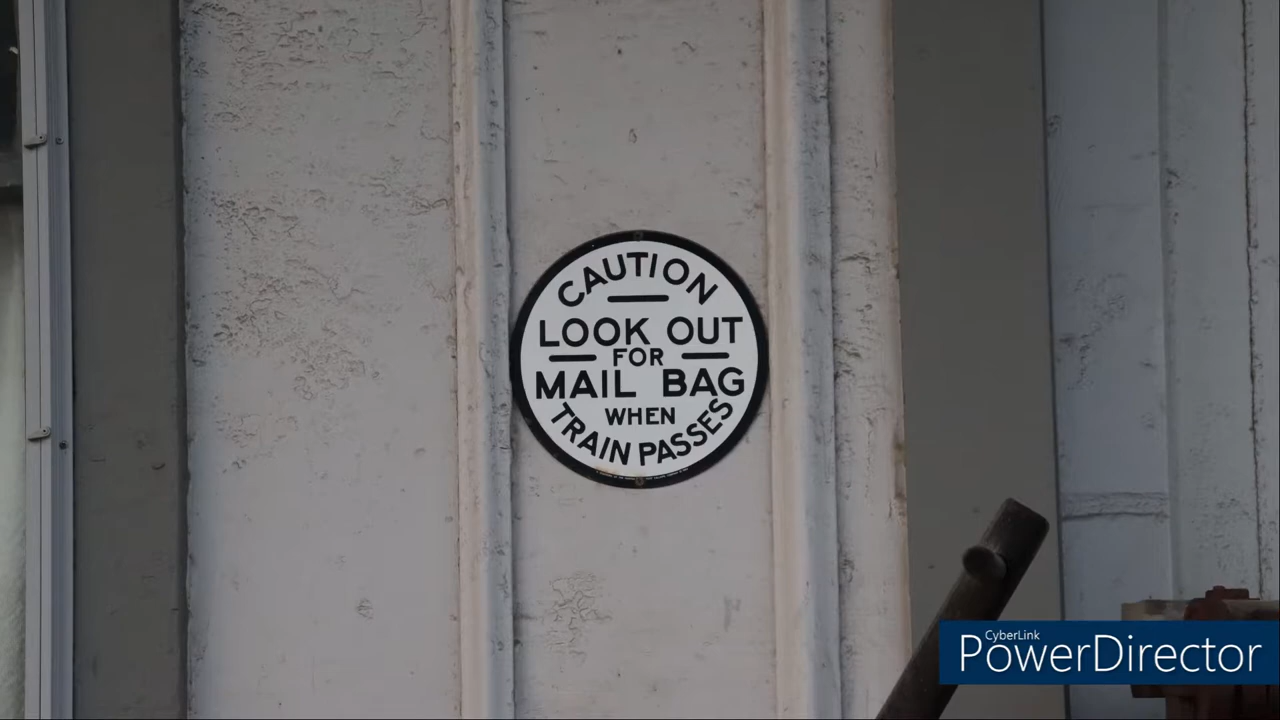 CAUTION
LOOK OUT
FOR
MAIL BAG
WHEN
TRAIN PASSES
CyberLink
PowerDirector